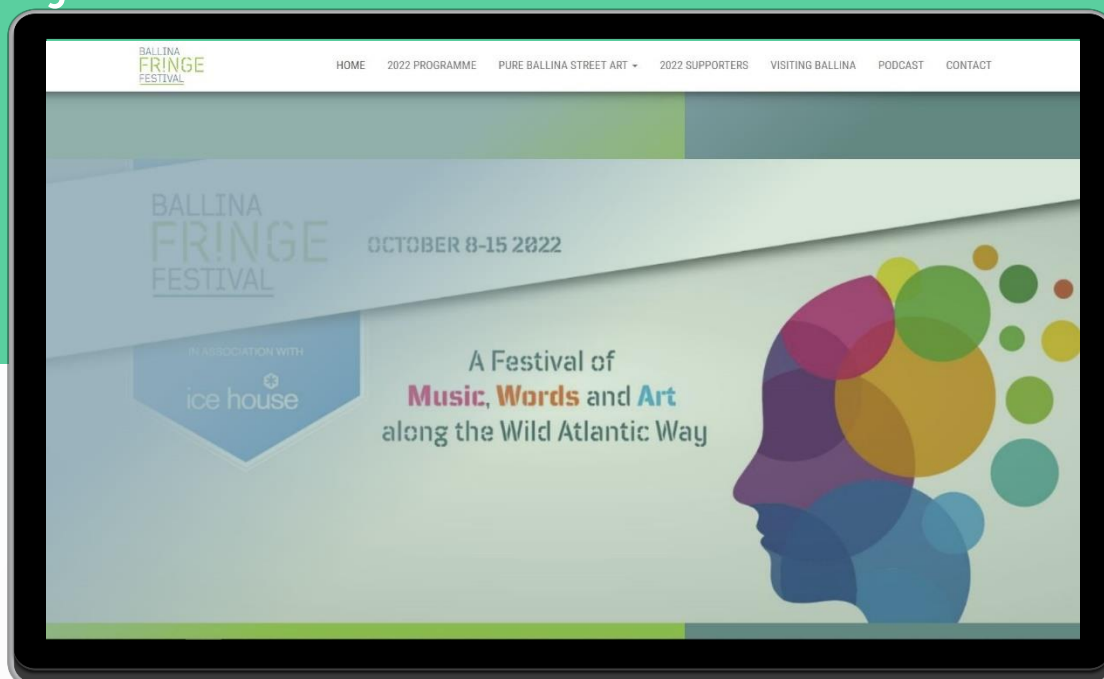 BALLINA
FR!NGE
FESTIVAL
HOME 2022 PROGRAMME PURE BALLINA STREET ART 2022 SUPPORTERS VISITING BALLINA PODCAST CONTACT
BALLINA
FR!NGE
FESTIVAL
OCTOBER 8-15 2022
IN ASSOCIATION WITH
ice house
A Festival of
Music, Words and Art
along the Wild Atlantic Way